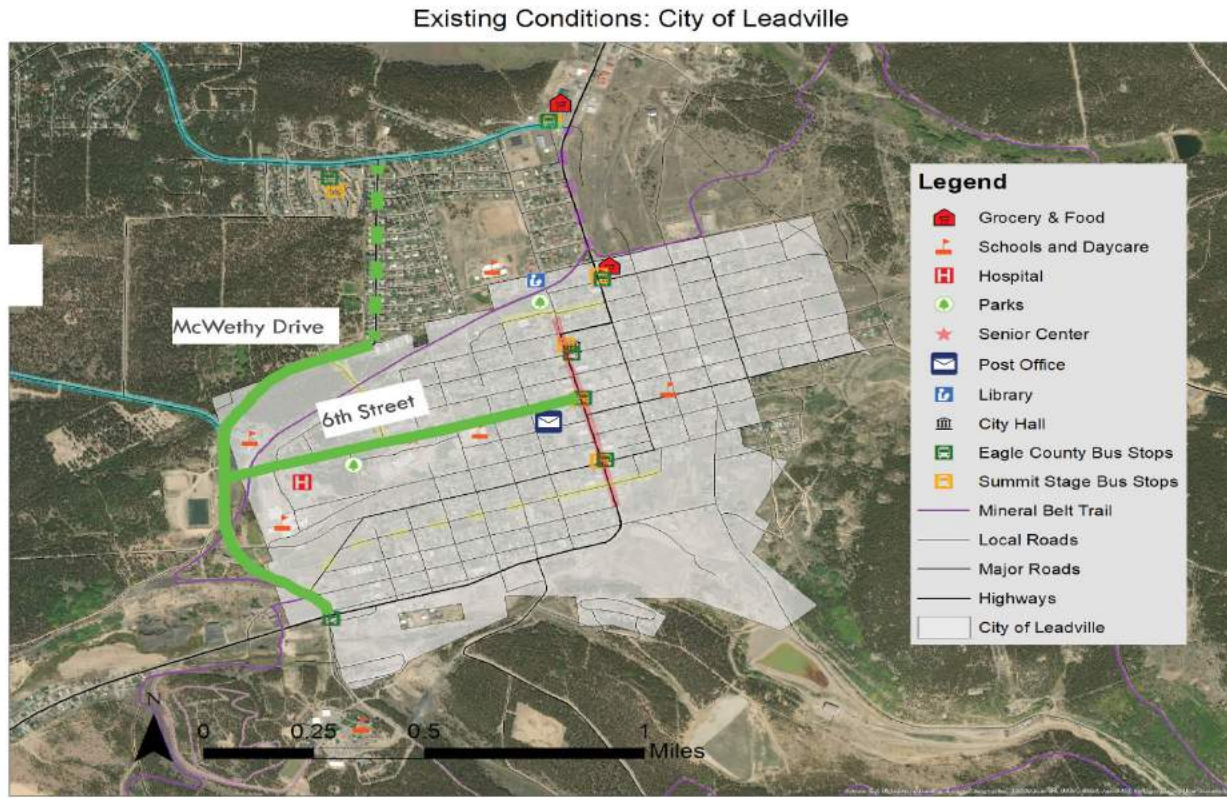 Existing Conditions: City of Leadville
McWethy Drive
6th Street
Legend
Grocery & Food
Schools and Daycare
Hospital
Parks
Senior Center
Post Office
Library
City Hall
Eagle County Bus Stops
Summit Stage Bus Stops
Mineral Belt Trail
Local Roads
Major Roads
Highways
City of Leadville
H
N
0 0.25 0.5 1
Miles